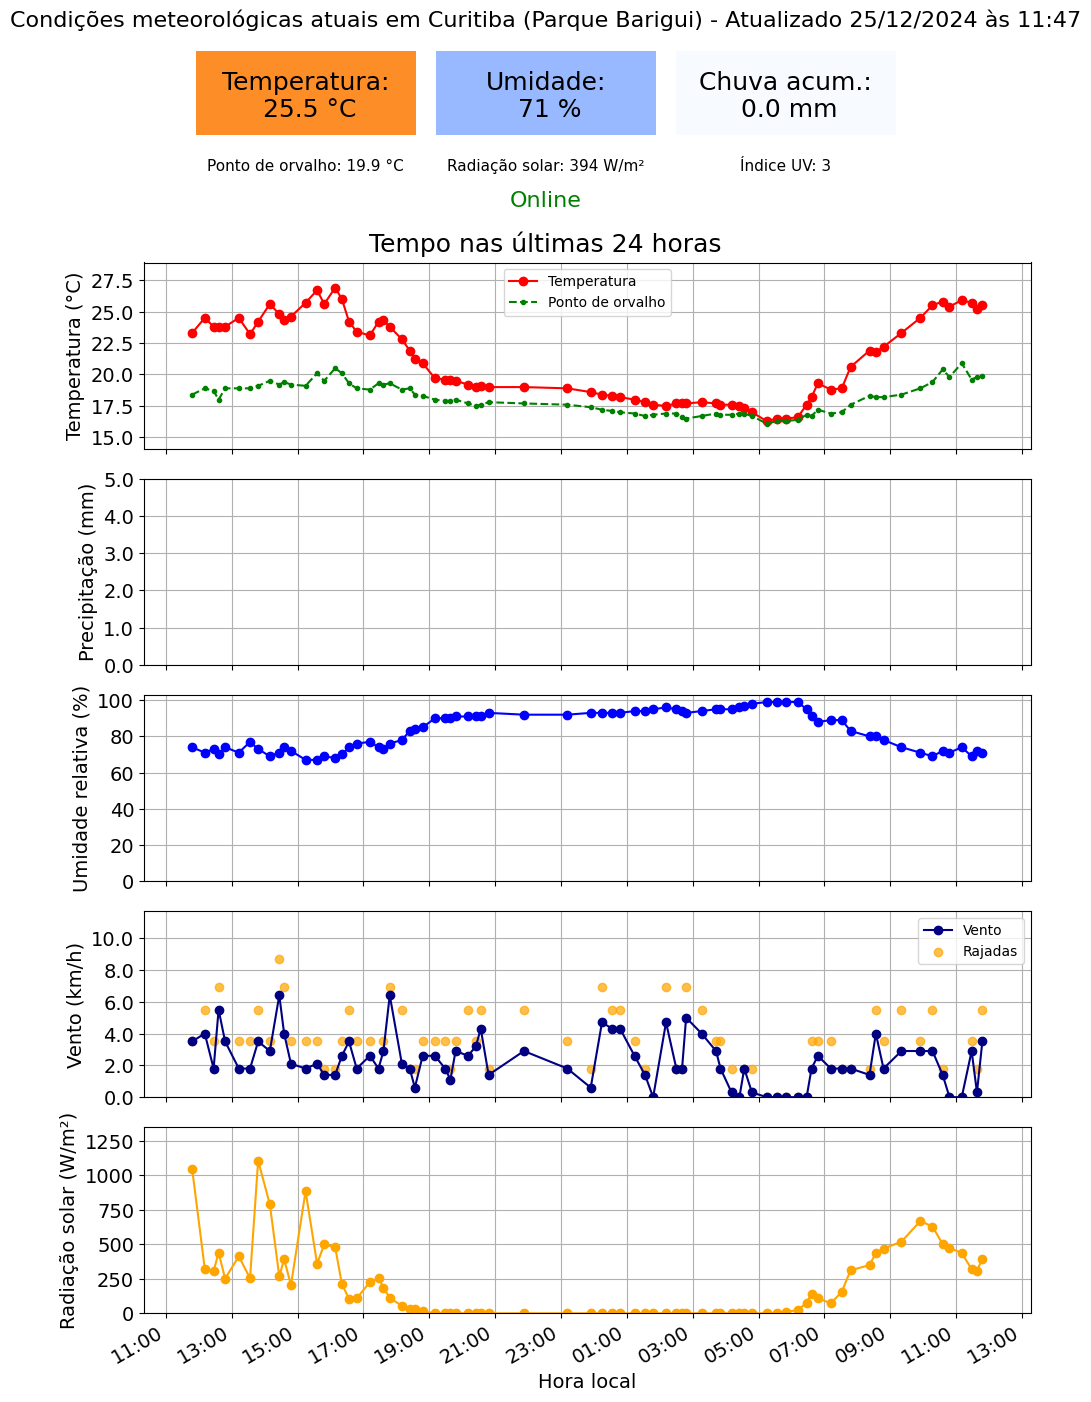 Condições meteorológicas atuais em Curitiba (Parque Barigui) - Atualizado 25/12/2024 às 11:47
Temperatura:
25.5 °C
Umidade:
71 %
Chuva acum.:
0.0 mm
Ponto de orvalho: 19.9 °C
Radiação solar: 394 W/m²
Índice UV: 3
Online
Tempo nas últimas 24 horas
Temperatura (°C)
27.5
25.0
22.5
20.0
17.5
15.0
Temperatura
Ponto de orvalho
Precipitação (mm)
5.0
4.0
3.0
2.0
1.0
0.0
Umidade relativa (%)
100
80
60
40
20
0
Vento (km/h)
10.0
8.0
6.0
4.0
2.0
0.0
Vento
Rajadas
Radiação solar (W/m²)
1250
1000
750
500
250
0
11:00
13:00
15:00
17:00
19:00
21:00
23:00
01:00
03:00
05:00
07:00
09:00
11:00
13:00
Hora local